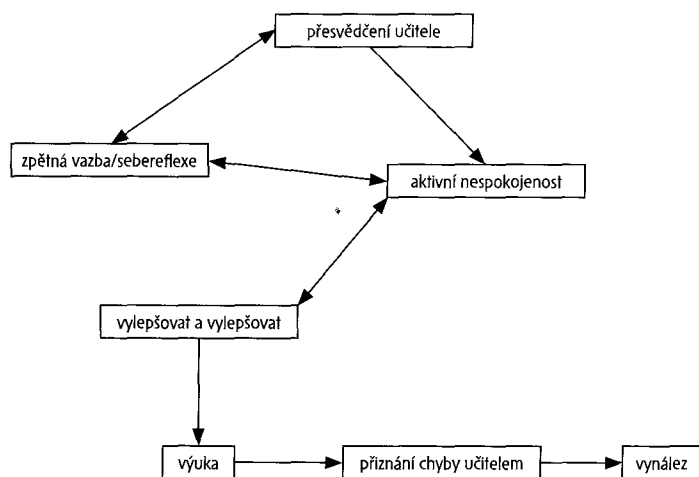 přesvědčení učitele
zpětná vazba/sebereflexe
aktivní nespokojenost
vylepšovat a vylepšovat
výuka
přiznání chyby učitelem
vynález